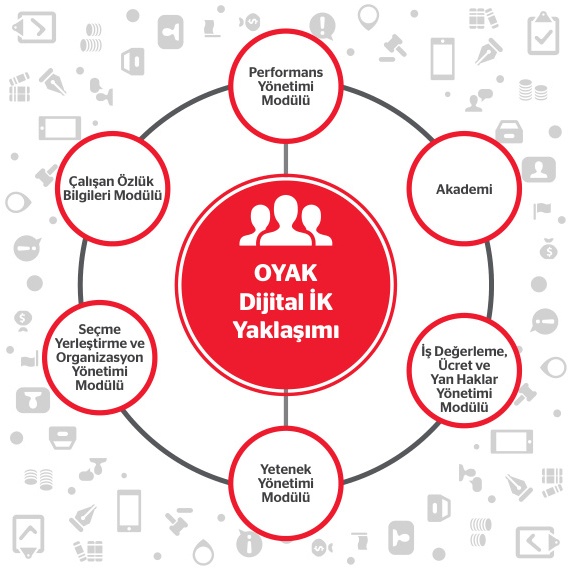 Performans
Yönetimi
Modülü
Çalışan Özlük
Bilgileri Modülü
Akademi
OYAK
Dijital İK
Yaklaşımı
Seçme
Yerleştirme ve
Organizasyon
Yönetimi
Modülü
İş Değerleme,
Ücret ve
Yan Haklar
Yönetimi
Modülü
Yetenek
Yönetimi
Modülü